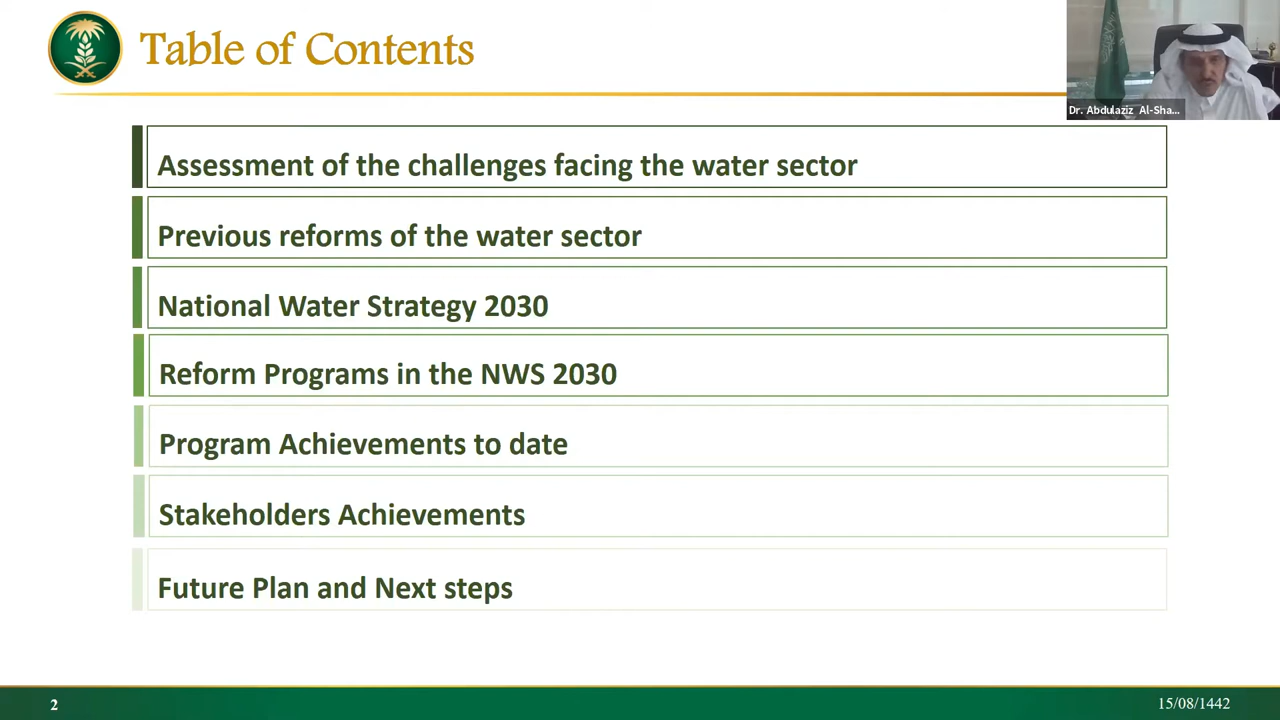 Table of Contents
Dr. Abdulaziz Al-Sha...
Assessment of the challenges facing the water sector
Previous reforms of the water sector
National Water Strategy 2030
Reform Programs in the NWS 2030
Program Achievements to date
Stakeholders Achievements
Future Plan and Next steps
2
15/08/1442